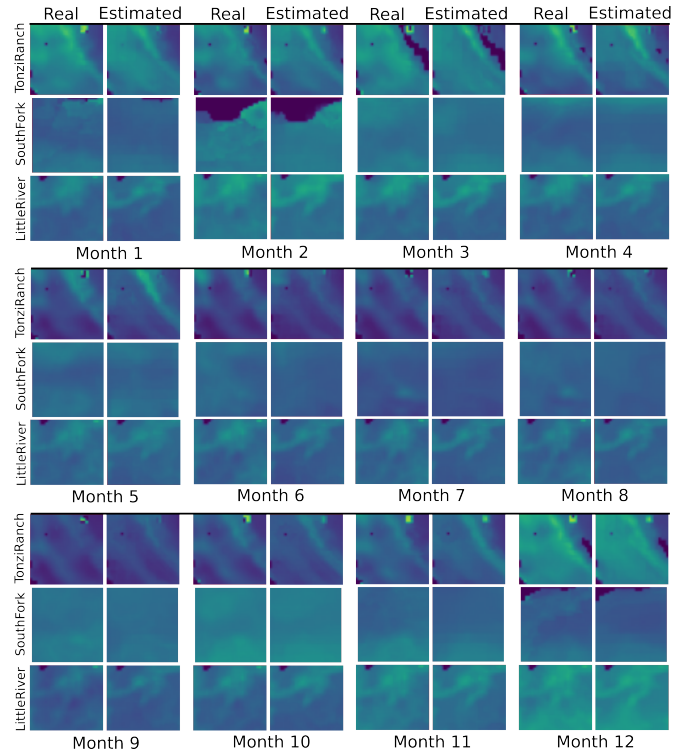 Real Estimated Real Estimated Real Estimated Real Estimated
TonziRanch
SouthFork
LittleRiver
Month 1 Month 2 Month 3 Month 4
TonziRanch
SouthFork
LittleRiver
Month 5 Month 6 Month 7 Month 8
TonziRanch
SouthFork
LittleRiver
Month 9 Month 10 Month 11 Month 12